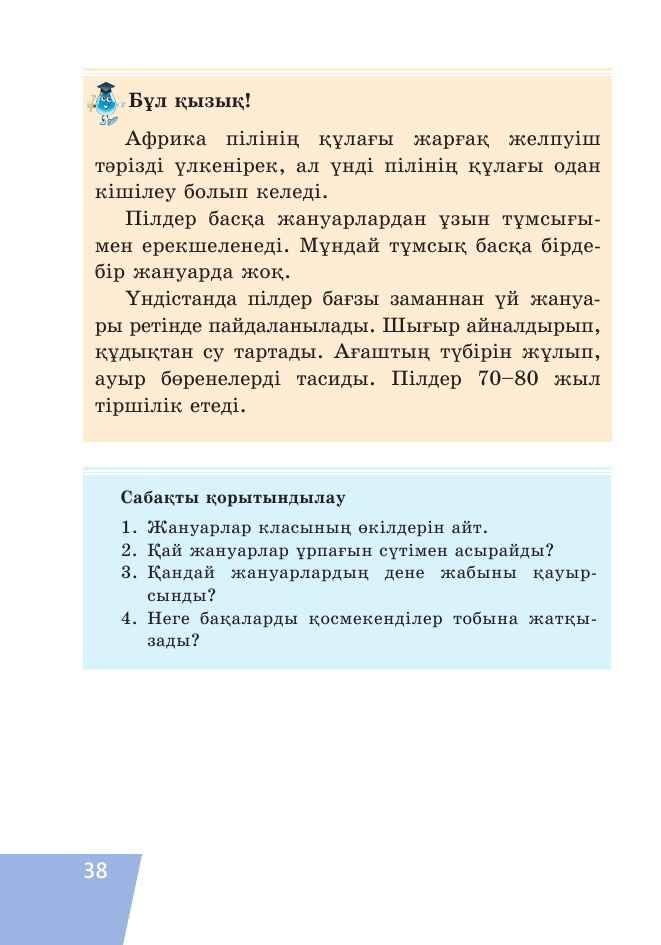 Бұл қызық!
Африка пілінің құлағы жарғақ желпуіш
тәрізді үлкенірек, ал үнді пілінің құлағы одан
кішілеу болып келеді.
Пілдер басқа жануарлардан ұзын тұмсығы-
мен ерекшеленеді. Мұндай тұмсық басқа бірде-
бір жануарда жоқ.
Үндістанда пілдер бағзы заманнан үй жануа-
ры ретінде пайдаланылады. Шығыр айналдырып,
құдықтан су тартады. Ағаштың түбірін жұлып,
ауыр бөренелерді тасиды. Пілдер 70–80 жыл
тіршілік етеді.
Сабақты қорытындылау
1. Жануарлар класының өкілдерін айт.
2. Қай жануарлар ұрпағын сүтімен асырайды?
3. Қандай жануарлардың дене жабыны қауыр-
сынды?
4. Неге бақаларды қосмекенділер тобына жатқы-
зады?
38